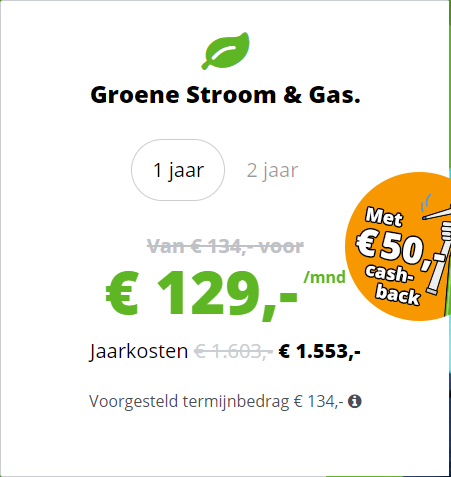 Groene Stroom & Gas.
1 jaar
2 jaar
Van € 134,- voor
€ 129,- /mnd
Met
€ 50,-
cash-
back
Jaarkosten € 1.603,- € 1.553,-
Voorgesteld termijnbedrag € 134,-